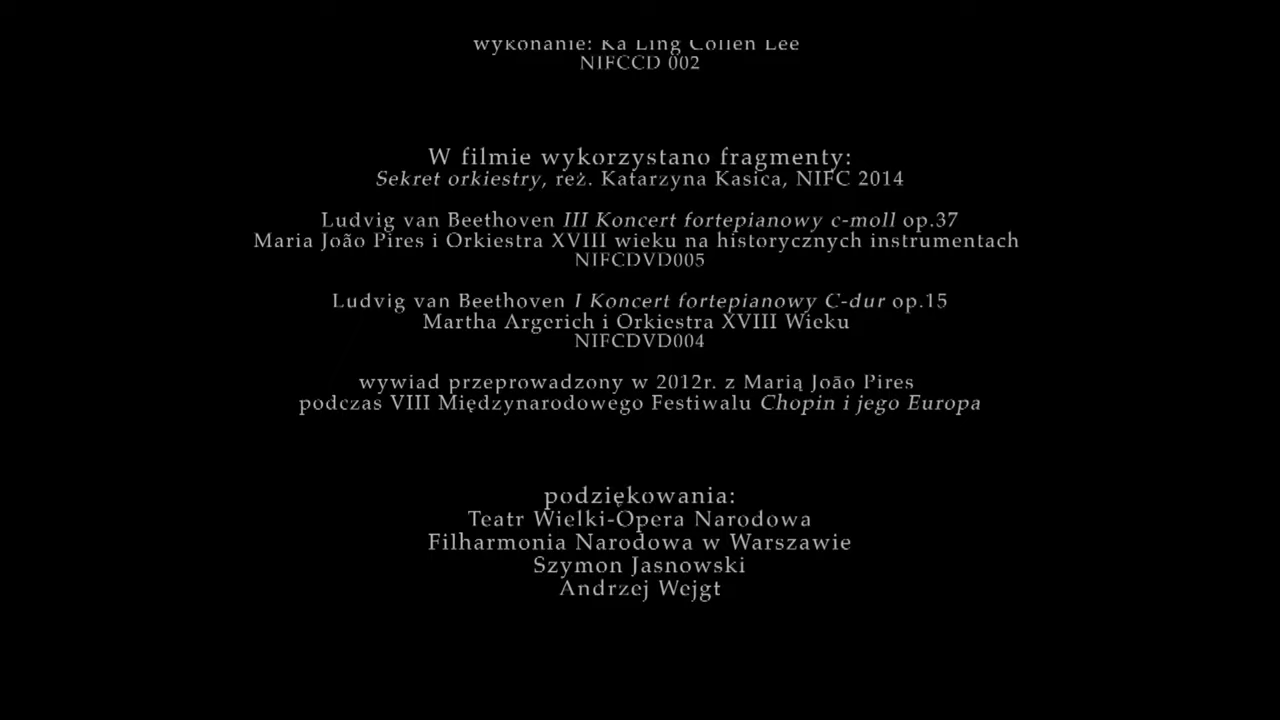 wykonanie: Ka Ling Collen Lee
NIFCCD 002
W filmie wykorzystano fragmenty:
Sekret orkiestry, reż. Katarzyna Kasica, NIFC 2014
Ludvig van Beethoven III Koncert fortepianowy c-moll op.37
Maria João Pires i Orkiestra XVIII wieku na historycznych instrumentach
NIFCDVD005
Ludvig van Beethoven I Koncert fortepianowy C-dur op.15
Martha Argerich i Orkiestra XVIII Wieku
NIFCDVD004
wywiad przeprowadzony w 2012r. z Marią João Pires
podczas VIII Międzynarodowego Festiwalu Chopin i jego Europa
podziękowania:
Teatr Wielki-Opera Narodowa
Filharmonia Narodowa w Warszawie
Szymon Jasnowski
Andrzej Wejgt